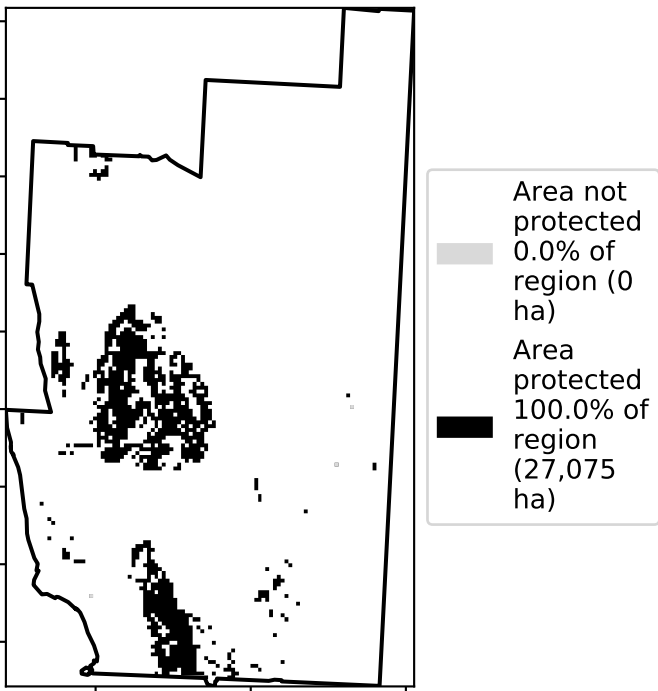 Area not
protected
0.0% of
region (0
ha)
Area
protected
100.0% of
region
(27,075
ha)